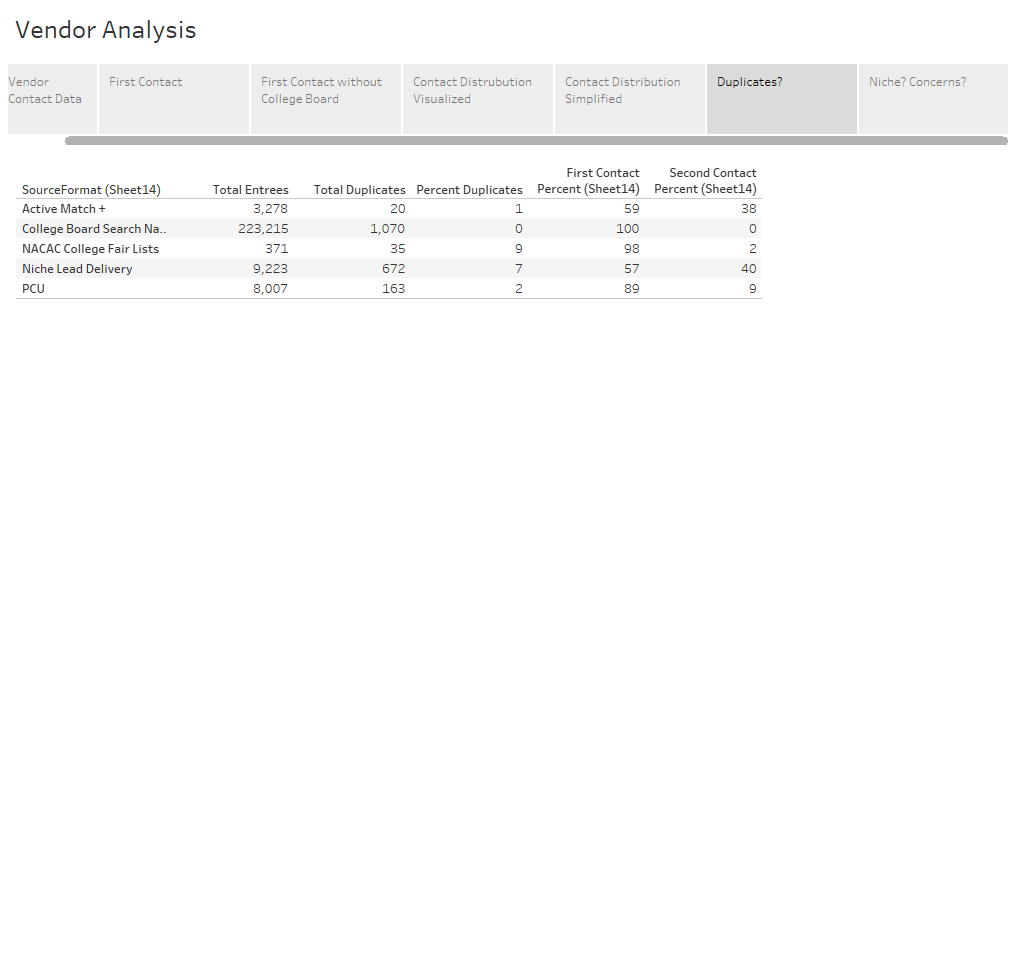 Vendor Analysis
Vendor
Contact Data
First Contact
First Contact without
College Board
Contact Distrubution
Visualized
Contact Distribution
Simplified
Duplicates?
Niche? Concerns?
SourceFormat (Sheet14) Total Entrees Total Duplicates Percent Duplicates First Contact Percent (Sheet14) Second Contact Percent (Sheet14)
Active Match + 3,278 20 1 59 38
College Board Search Na.. 223,215 1,070 0 100 0
NACAC College Fair Lists 371 35 9 98 2
Niche Lead Delivery 9,223 672 7 57 40
PCU 8,007 163 2 89 9